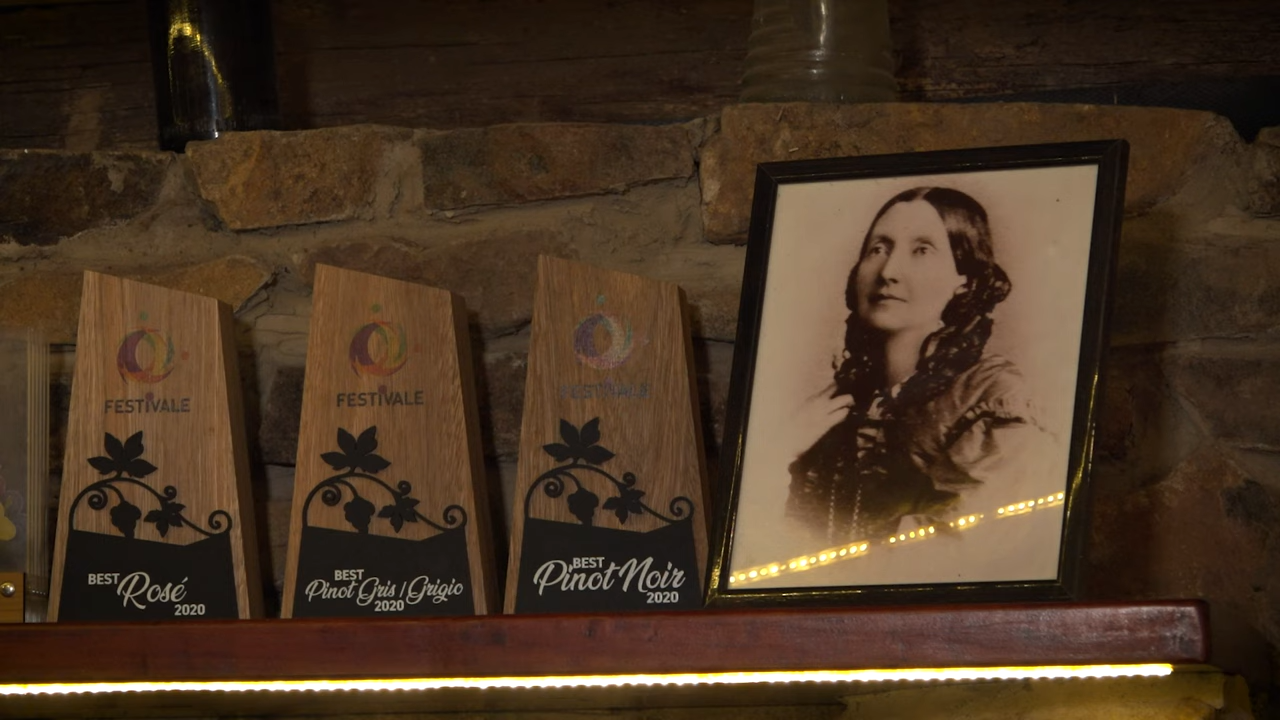 FESTIVALE
BEST Rosé
2020
FESTIVALE
BEST
Pinot Gris / Grigio
2020
FESTIVALE
BEST
Pinot Noir
2020